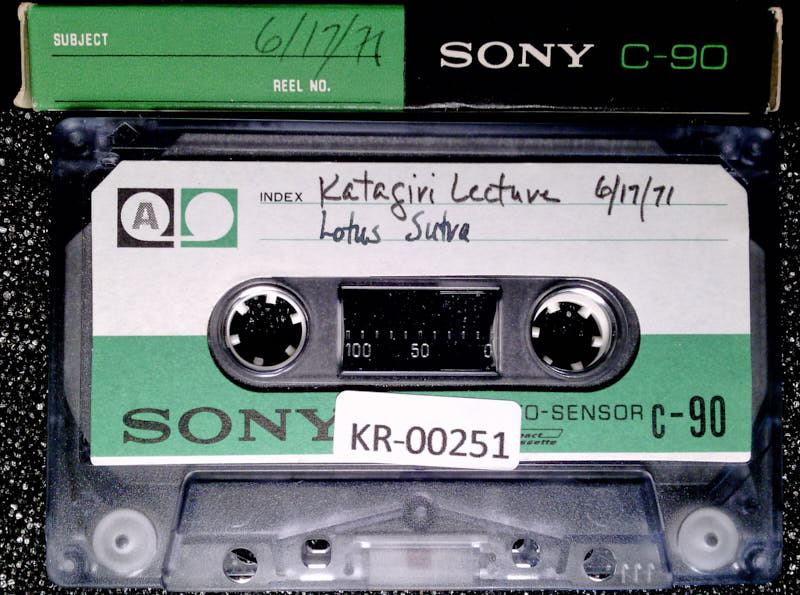 SUBJECT 6/17/71
REEL NO.
SONY C-90
A
INDEX Katagiri Lecture 6/17/71
Lotus Sutra
100 50 0
SONY
O-SENSOR C-90
KR-00251